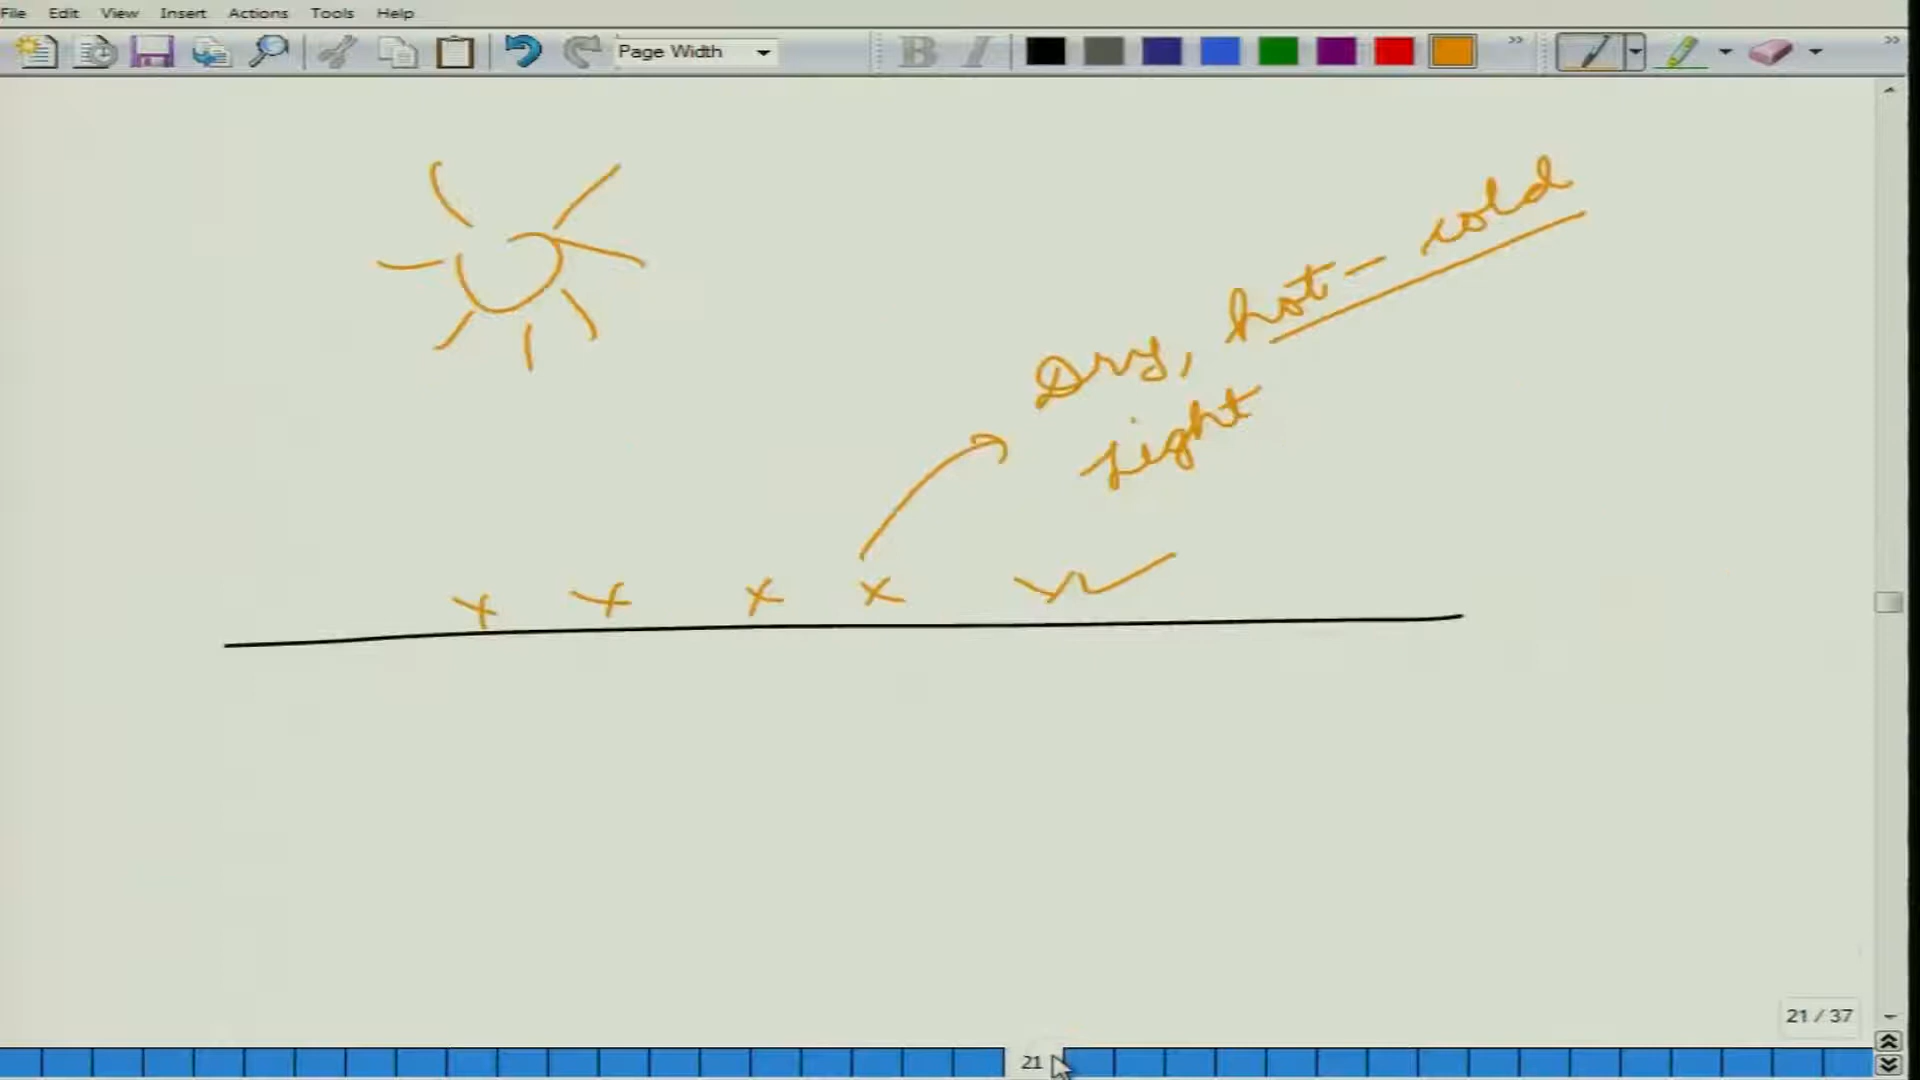 File Edit View Insert Actions Tools Help
Page Width
B I
Dry, hot - cold
Light
x x x x
21 / 37
21